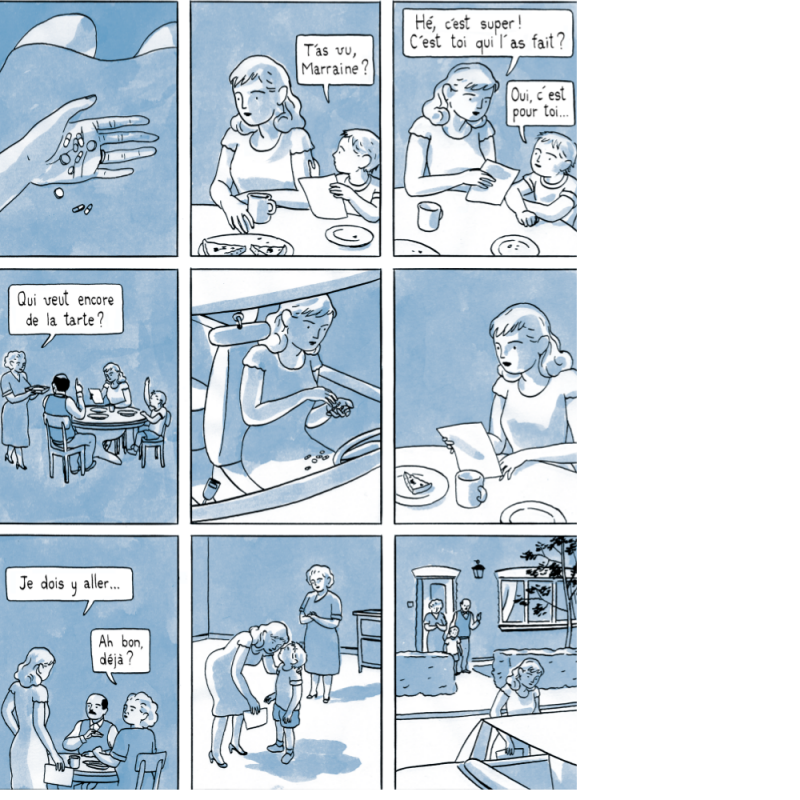 T'as vu,
Marraine?
Hé, c'est super!
C'est toi qui l'as fait?
Oui, c'est
pour toi...
Qui veut encore
de la tarte?
Je dois y aller...
Ah bon,
déjà?